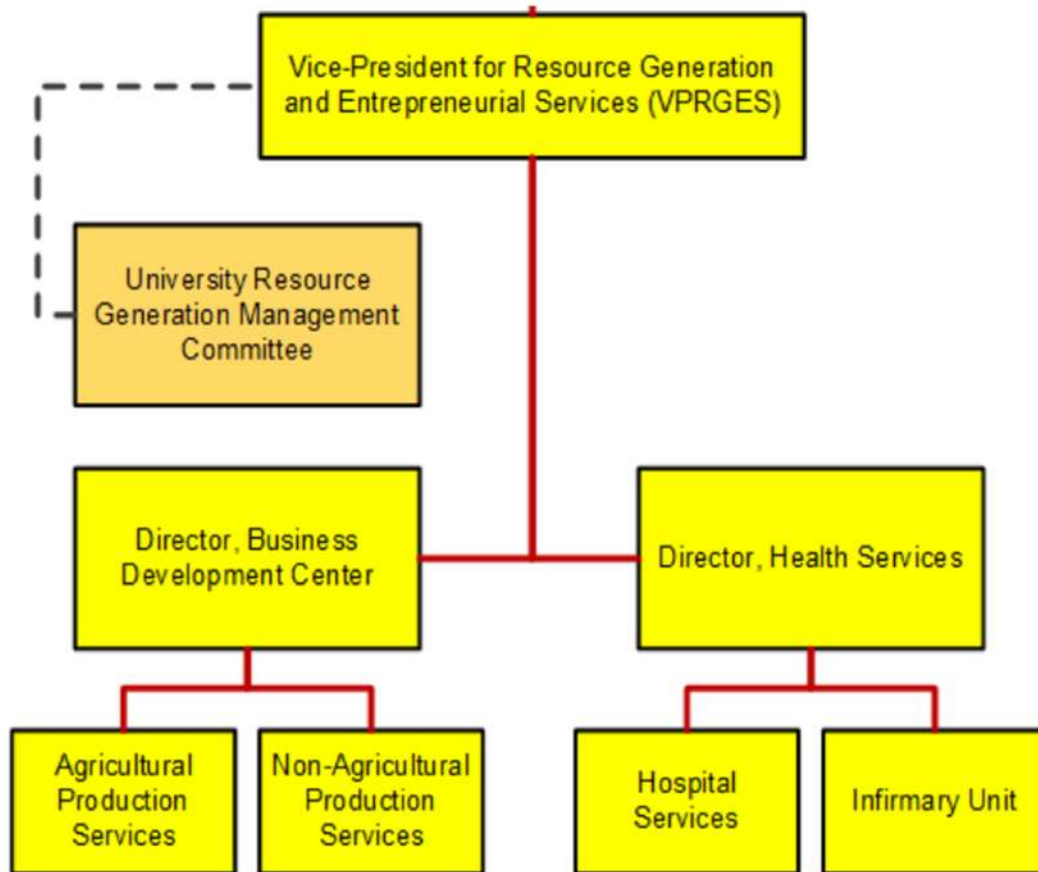 Vice-President for Resource Generation
and Entrepreneurial Services (VPRGES)
University Resource
Generation Management
Committee
Director, Business
Development Center
Director, Health Services
Agricultural
Production
Services
Non-Agricultural
Production
Services
Hospital
Services
Infirmary Unit